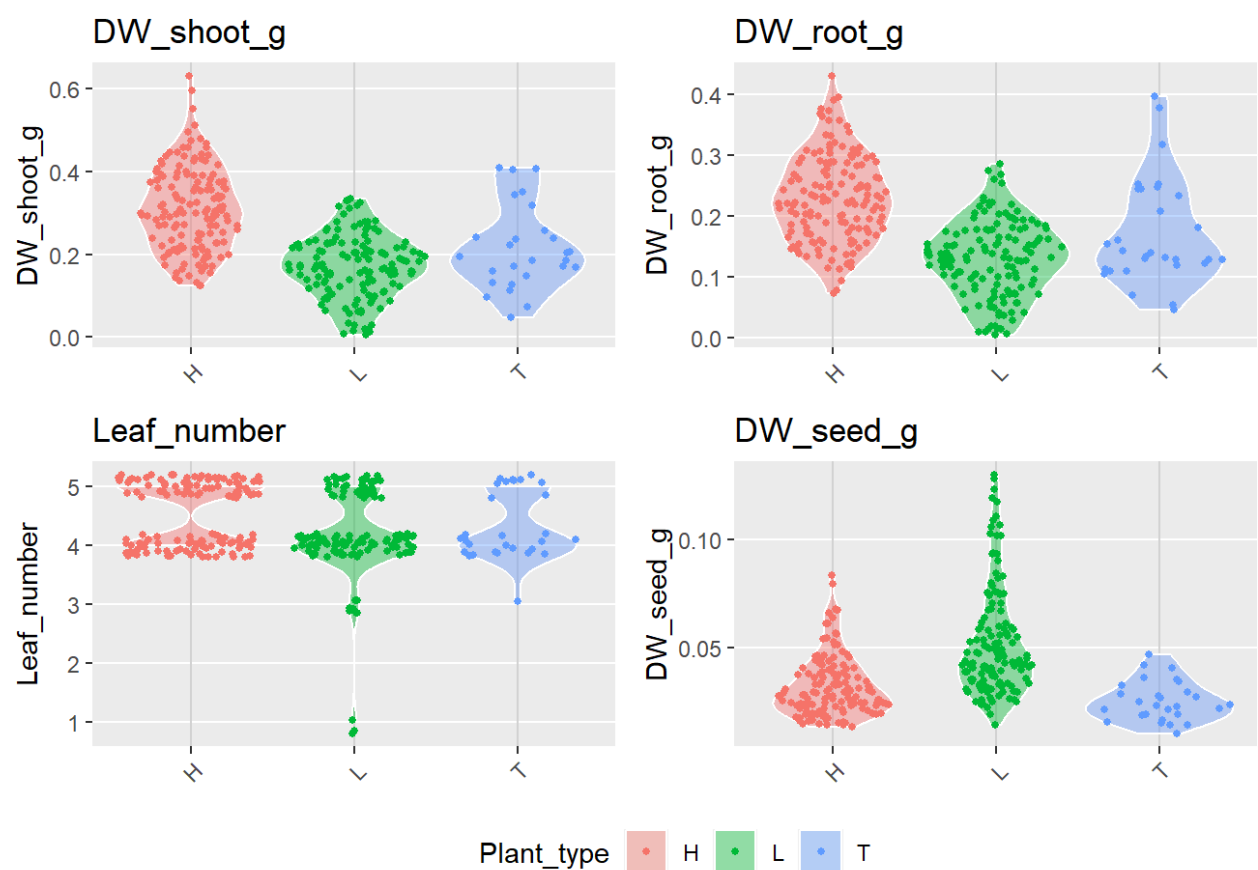 DW_shoot_g
DW_shoot_g
0.6
0.4
0.2
0.0
H L T
DW_root_g
DW_root_g
0.4
0.3
0.2
0.1
0.0
H L T
Leaf_number
Leaf_number
5
4
3
2
1
H L T
DW_seed_g
DW_seed_g
0.10
0.05
H L T
Plant_type H L T